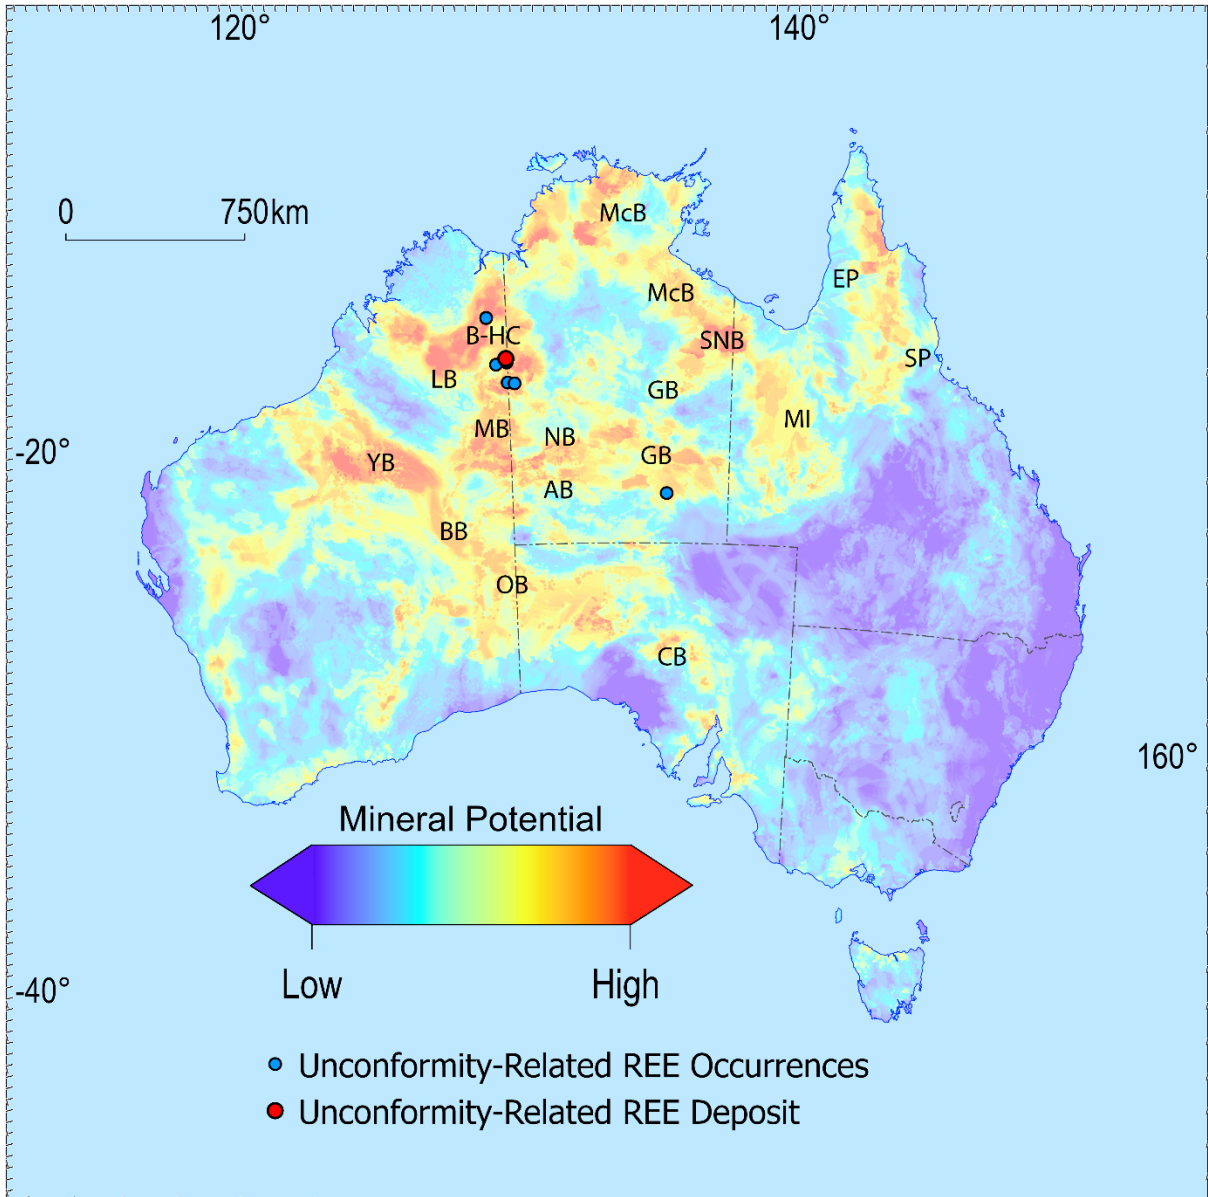 120° 140°
0 750km
McB
EP
McB
B-HC
SNB
SP
LB
GB
MI
MB
NB
-20°
GB
YB
AB
BB
OB
CB
160°
Mineral Potential
Low High
-40°
Unconformity-Related REE Occurrences
Unconformity-Related REE Deposit